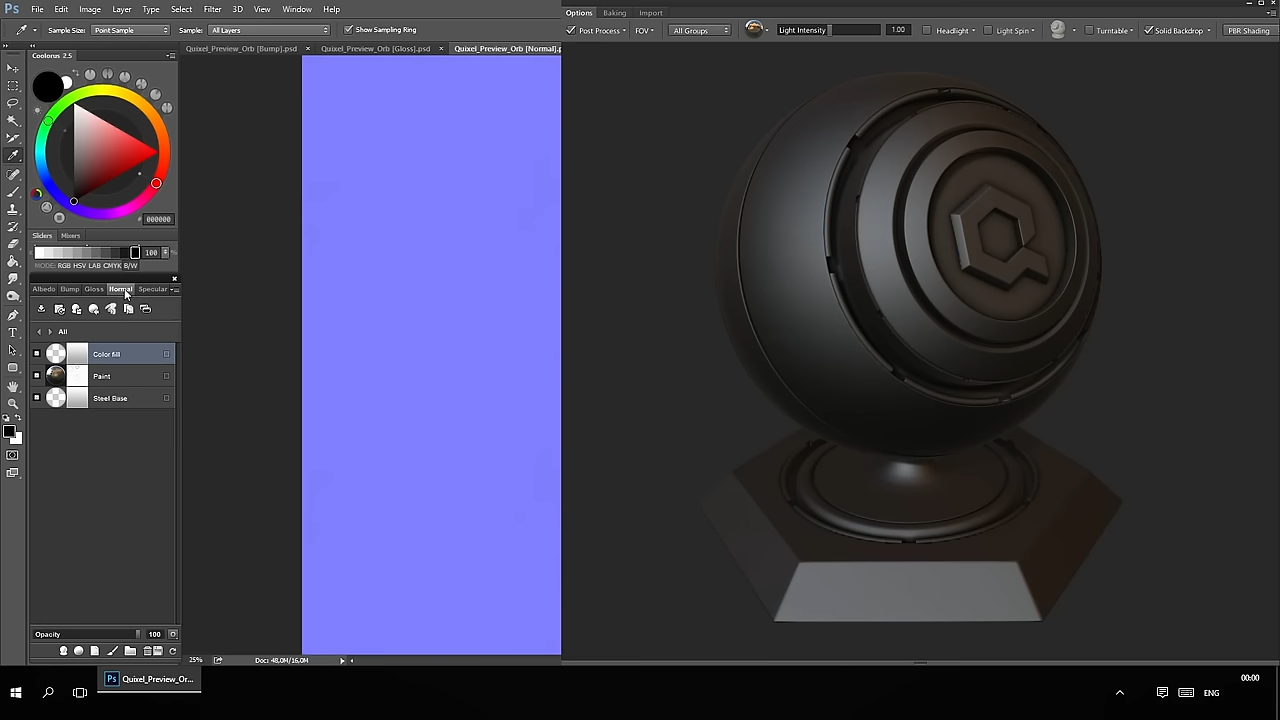 Ps File Edit Image Layer Type Select Filter 3D View Window Help
Options Baking Import
Sample Size: Point Sample Sample: All Layers Show Sampling Ring
Post Process FOV All Groups Light Intensity 1.00 Headlight Light Spin Turntable Solid Backdrop PBR Shading
Quixel_Preview_Orb [Bump].psd × Quixel_Preview_Orb [Gloss].psd × Quixel_Preview_Orb [Normal].p
Coolorus 2.5
# 000000
Sliders Mixers
100 %
MODE: RGB HSV LAB CMYK B/W
Albedo Bump Gloss Normal Specular
All
Color fill
Paint
Steel Base
Opacity 100
25% Doc: 48,0M/16,0M
Ps Quixel_Preview_Or...
ENG
00:00